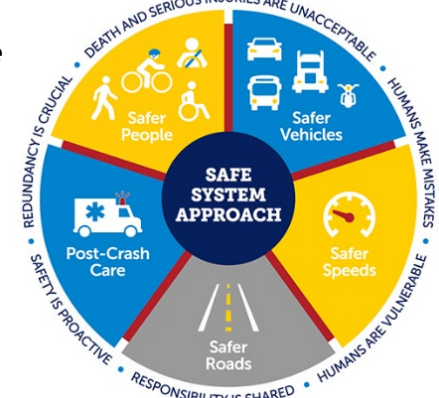 DEATH AND SERIOUS INJURIES ARE UNACCEPTABLE
HUMANS MAKE MISTAKES
HUMANS ARE VULNERABLE
RESPONSIBILITY IS SHARED
SAFETY IS PROACTIVE
REDUNDANCY IS CRUCIAL
Safer
People
Safer
Vehicles
SAFE
SYSTEM
APPROACH
Post-Crash
Care
Safer
Speeds
Safer
Roads